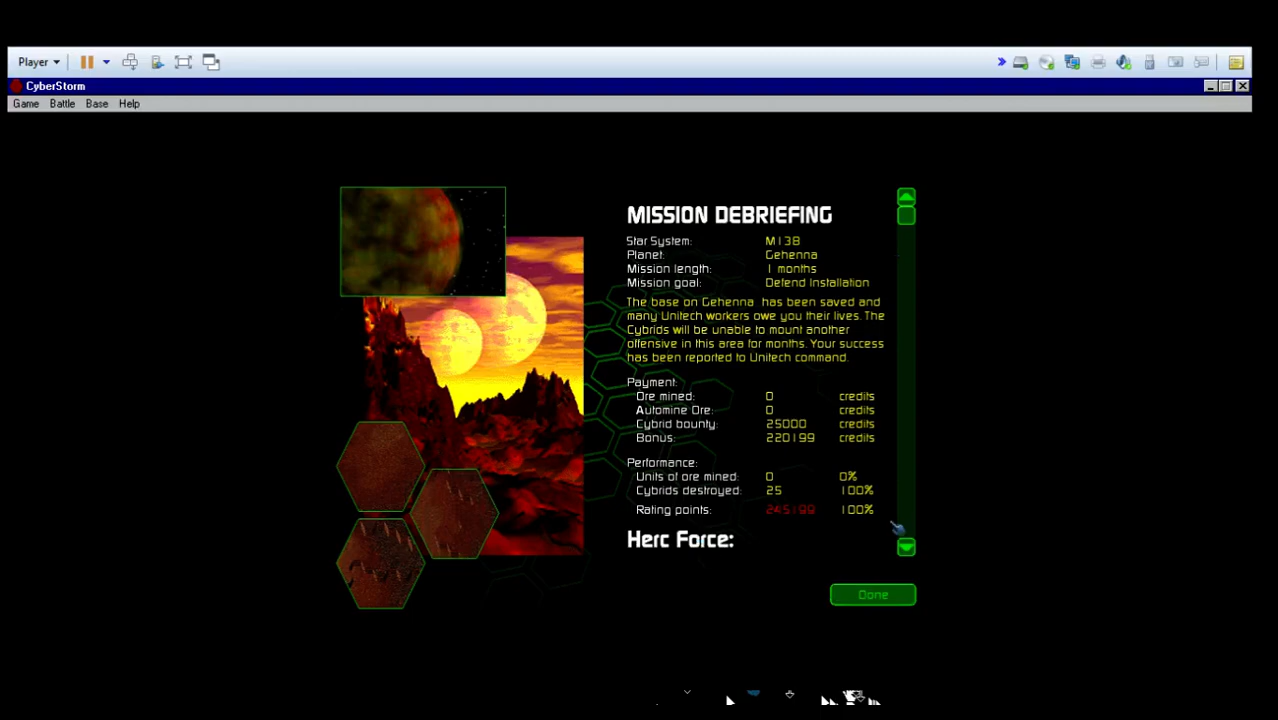 Player
CyberStorm
Game Battle Base Help
MISSION DEBRIEFING
Star System: M138
Planet: Gehenna
Mission length: 1 months
Mission goal: Defend Installation
The base on Gehenna has been saved and
many Unitech workers owe you their lives. The
Cybrids will be unable to mount another
offensive in this area for months. Your success
has been reported to Unitech command.
Payment:
Ore mined: 0 credits
Automine Ore: 0 credits
Cybrid bounty: 25000 credits
Bonus: 220199 credits
Performance:
Units of ore mined: 0 0%
Cybrids destroyed: 25 100%
Rating points: 245199 100%
Herc Force:
Done